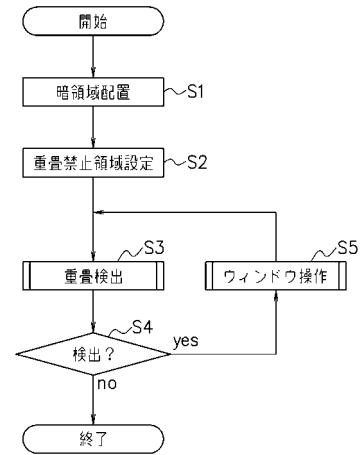 開始
暗領域配置 S1
重畳禁止領域設定 S2
重畳検出 S3
ウィンドウ操作 S5
検出? S4
yes
no
終了